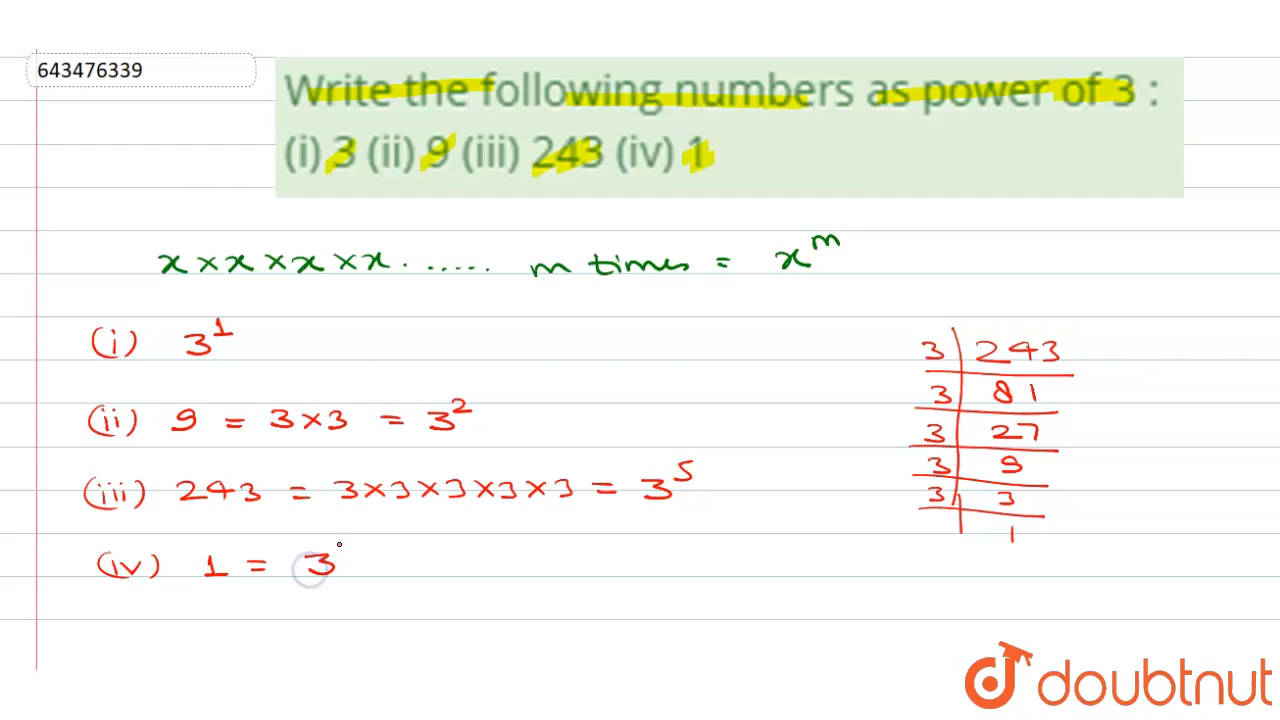 643476339
Write the following numbers as power of 3 :
(i) 3 (ii) 9 (iii) 243 (iv) 1
x × x × x × x . ..... m times = x^m
(i) 3^1
(ii) 9 = 3 × 3 = 3^2
(iii) 243 = 3 × 3 × 3 × 3 × 3 = 3^5
(iv) 1 = 3
3 | 243
3 | 81
3 | 27
3 | 9
3 | 3
| 1
doubtnut